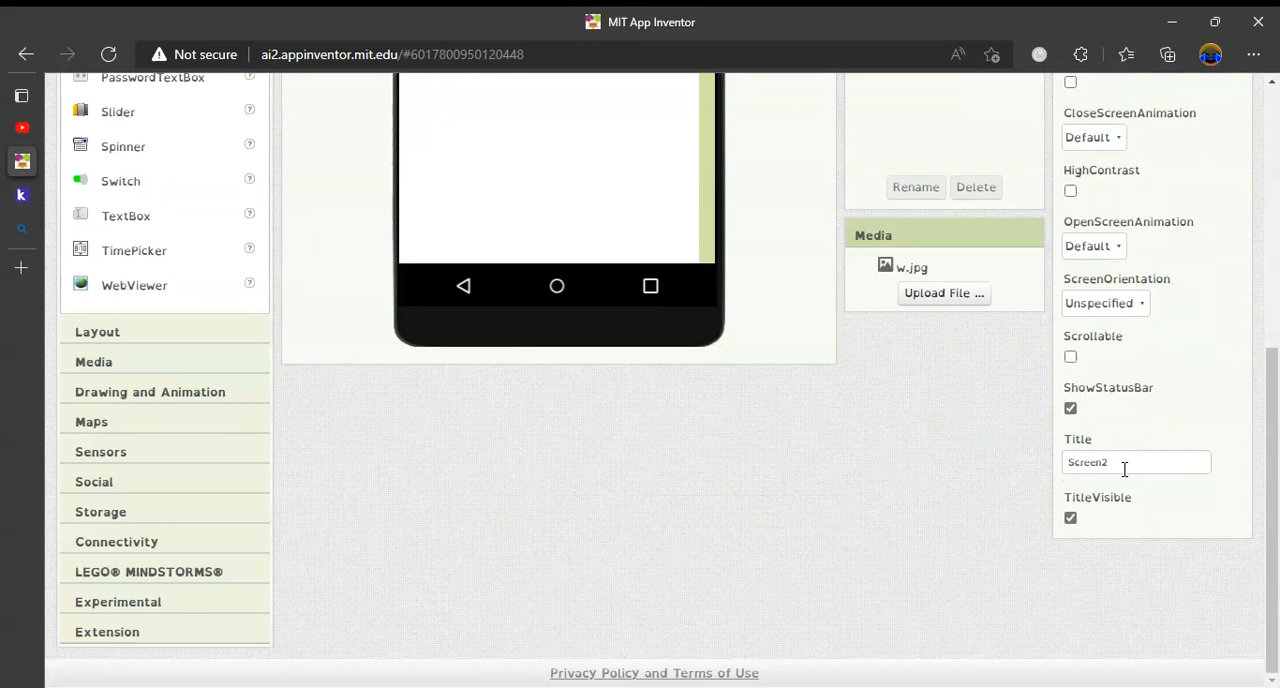 MIT App Inventor
Not secure
ai2.appinventor.mit.edu/#6017800950120448
PasswordTextBox
?
Slider
?
Spinner
?
Switch
?
TextBox
?
TimePicker
?
WebViewer
?
Layout
Media
Drawing and Animation
Maps
Sensors
Social
Storage
Connectivity
LEGO® MINDSTORMS®
Experimental
Extension
Rename
Delete
Media
w.jpg
Upload File ...
CloseScreenAnimation
Default
HighContrast
OpenScreenAnimation
Default
ScreenOrientation
Unspecified
Scrollable
ShowStatusBar
Title
Screen2
TitleVisible
Privacy Policy and Terms of Use